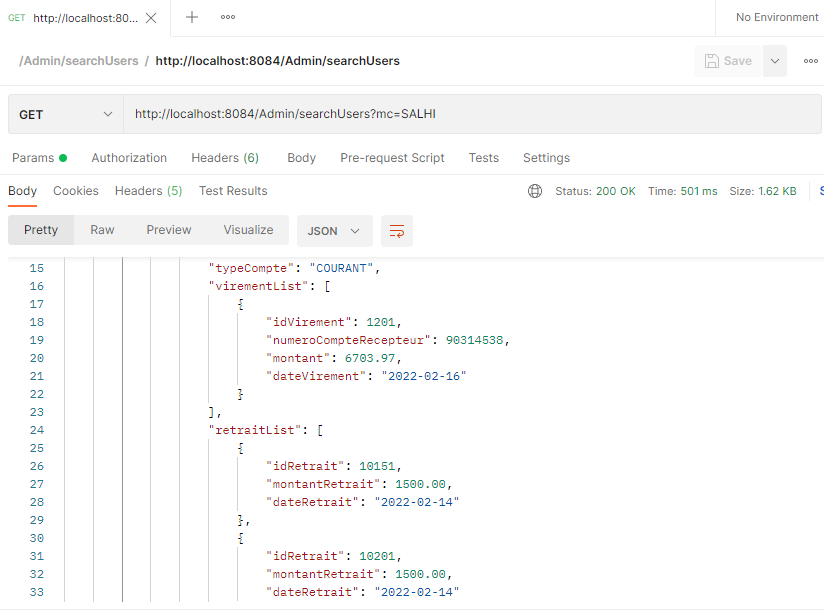 GET http://localhost:80...
No Environment
/Admin/searchUsers / http://localhost:8084/Admin/searchUsers
Save
GET http://localhost:8084/Admin/searchUsers?mc=SALHI
Params Authorization Headers (6) Body Pre-request Script Tests Settings
Body Cookies Headers (5) Test Results Status: 200 OK Time: 501 ms Size: 1.62 KB
Pretty Raw Preview Visualize JSON
15 "typeCompte": "COURANT",
16 "virementList": [
17 {
18 "idVirement": 1201,
19 "numeroCompteRecepteur": 90314538,
20 "montant": 6703.97,
21 "dateVirement": "2022-02-16"
22 }
23 ],
24 "retraitList": [
25 {
26 "idRetrait": 10151,
27 "montantRetrait": 1500.00,
28 "dateRetrait": "2022-02-14"
29 },
30 {
31 "idRetrait": 10201,
32 "montantRetrait": 1500.00,
33 "dateRetrait": "2022-02-14"